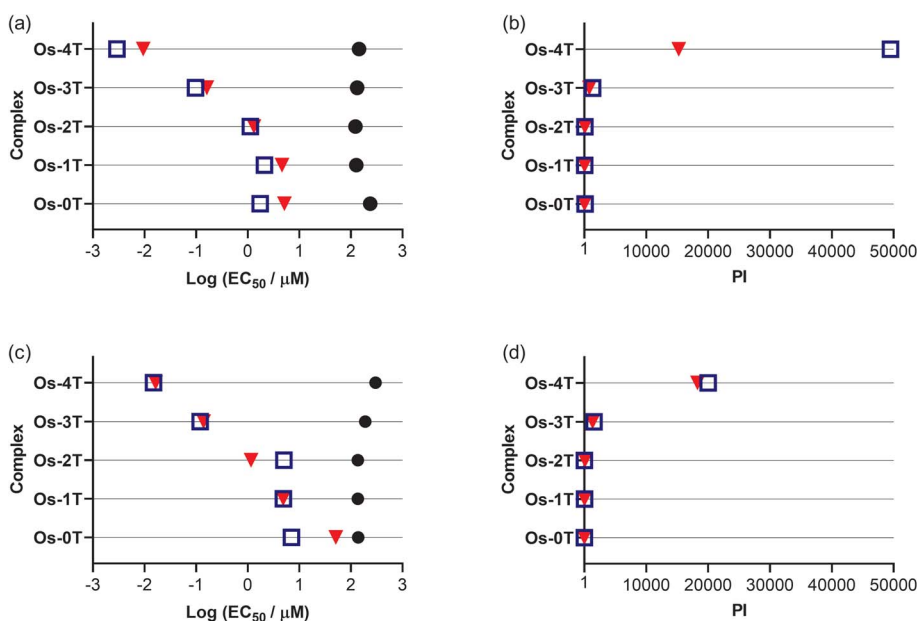 (a)
Complex
Os-4T
Os-3T
Os-2T
Os-1T
Os-0T
-3 -2 -1 0 1 2 3
Log (EC50 / μM)
(b)
Complex
Os-4T
Os-3T
Os-2T
Os-1T
Os-0T
1 10000 20000 30000 40000 50000
PI
(c)
Complex
Os-4T
Os-3T
Os-2T
Os-1T
Os-0T
-3 -2 -1 0 1 2 3
Log (EC50 / μM)
(d)
Complex
Os-4T
Os-3T
Os-2T
Os-1T
Os-0T
1 10000 20000 30000 40000 50000
PI